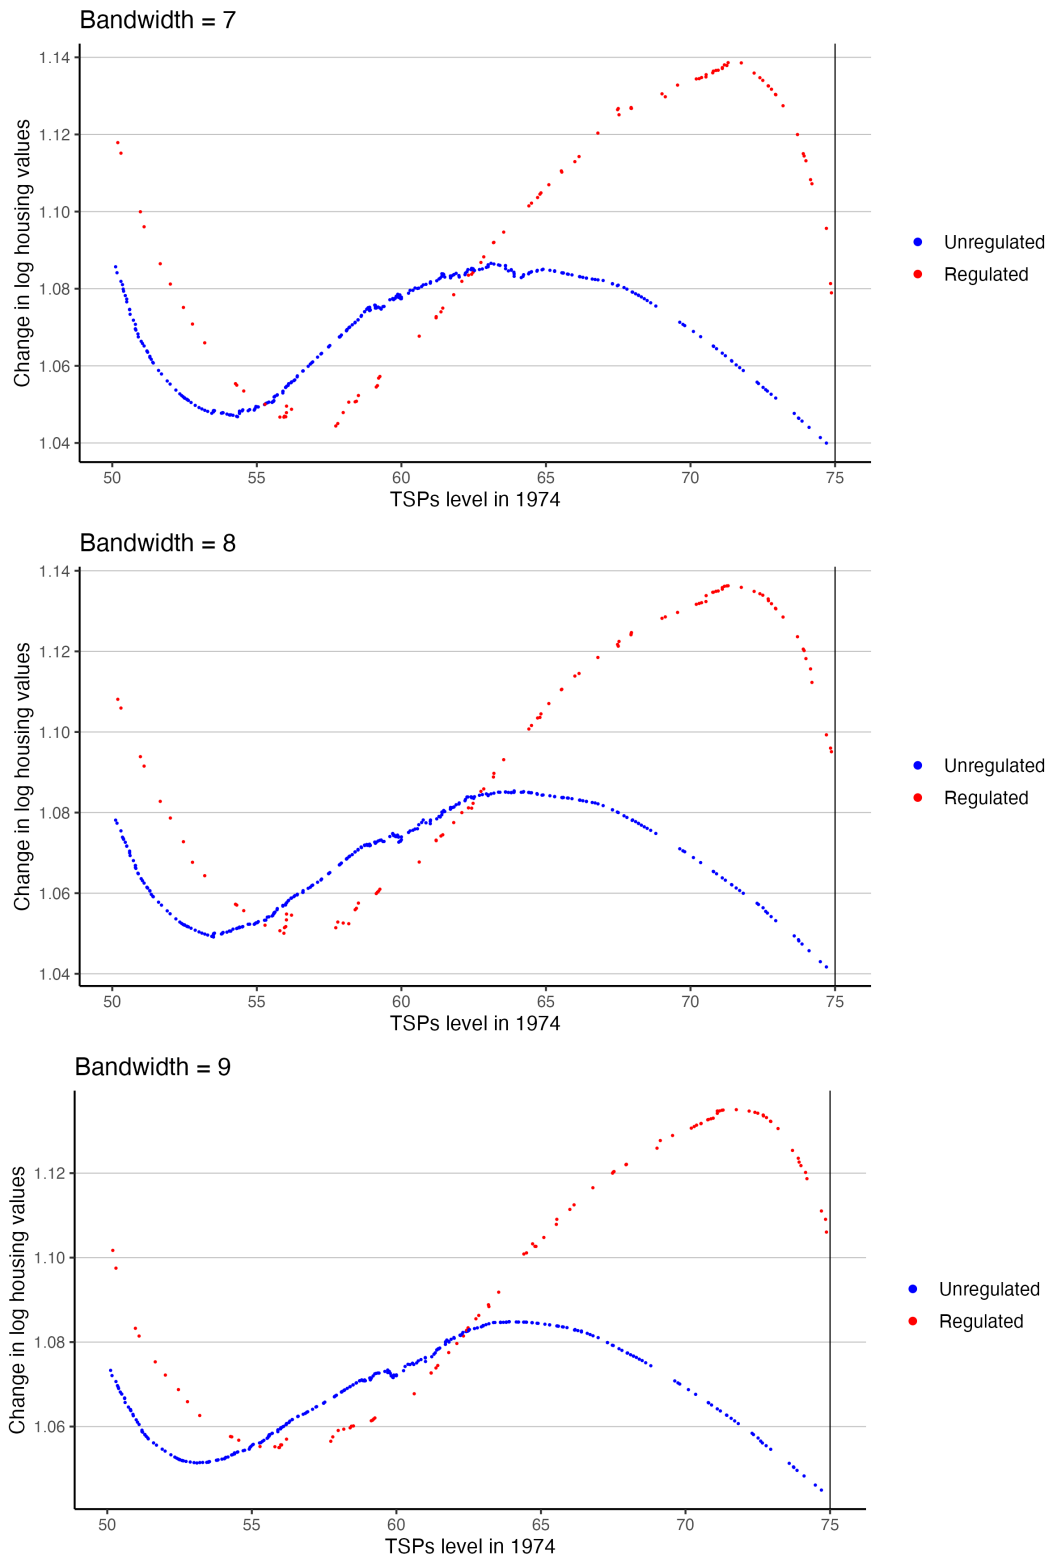 Bandwidth = 7
Change in log housing values
1.14
1.12
1.10
1.08
1.06
1.04
50 55 60 65 70 75
TSPs level in 1974
Unregulated
Regulated
Bandwidth = 8
Change in log housing values
1.14
1.12
1.10
1.08
1.06
1.04
50 55 60 65 70 75
TSPs level in 1974
Unregulated
Regulated
Bandwidth = 9
Change in log housing values
1.12
1.10
1.08
1.06
50 55 60 65 70 75
TSPs level in 1974
Unregulated
Regulated